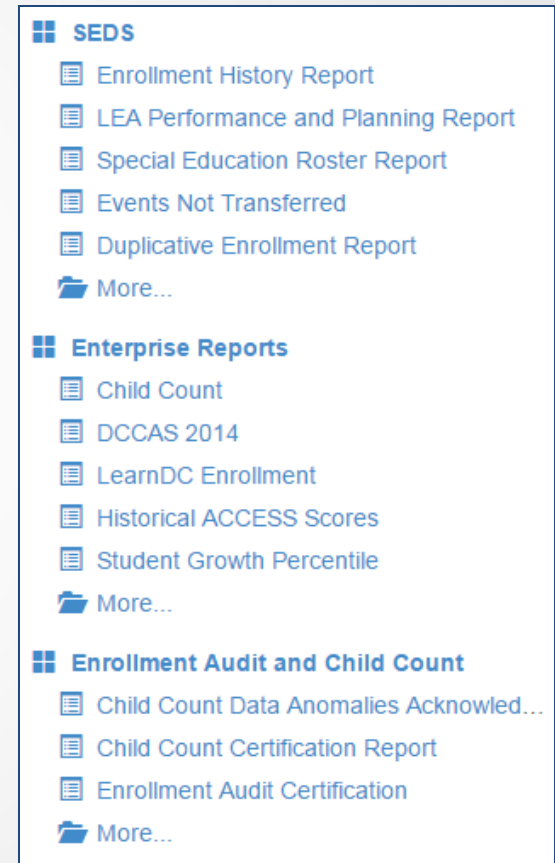 SEDS
Enrollment History Report
LEA Performance and Planning Report
Special Education Roster Report
Events Not Transferred
Duplicative Enrollment Report
More...
Enterprise Reports
Child Count
DCCAS 2014
LearnDC Enrollment
Historical ACCESS Scores
Student Growth Percentile
More...
Enrollment Audit and Child Count
Child Count Data Anomalies Acknowled...
Child Count Certification Report
Enrollment Audit Certification
More...